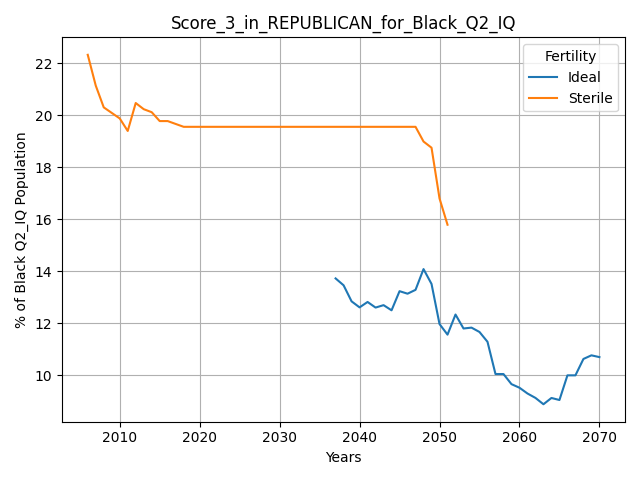 Score_3_in_REPUBLICAN_for_Black_Q2_IQ
Fertility
Ideal
Sterile
% of Black Q2_IQ Population
22
20
18
16
14
12
10
2010
2020
2030
2040
2050
2060
2070
Years